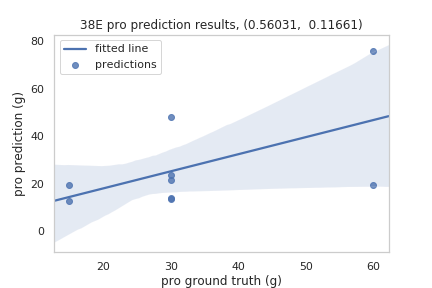 38E pro prediction results, (0.56031,  0.11661)
80
60
40
20
0
pro prediction (g)
fitted line
predictions
20
30
40
50
60
pro ground truth (g)